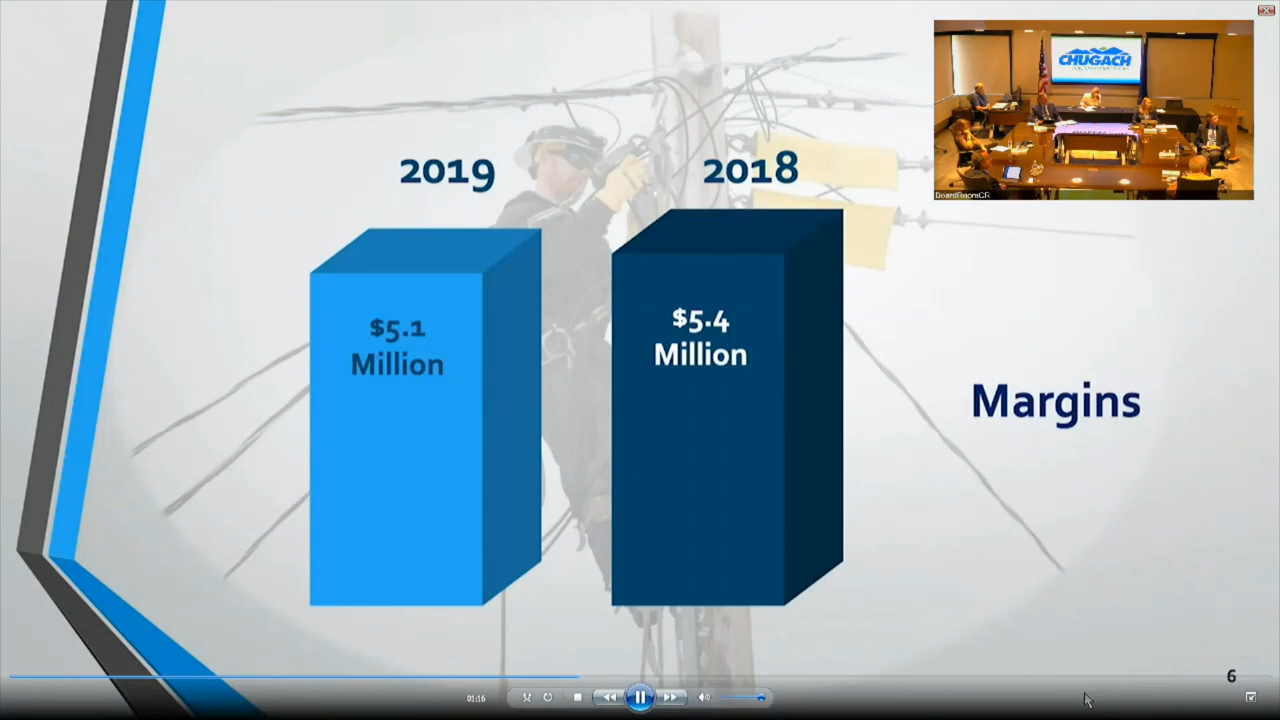 CHUGACH
BoardRoomCR
2019
2018
$5.1
Million
$5.4
Million
Margins
6
01:16